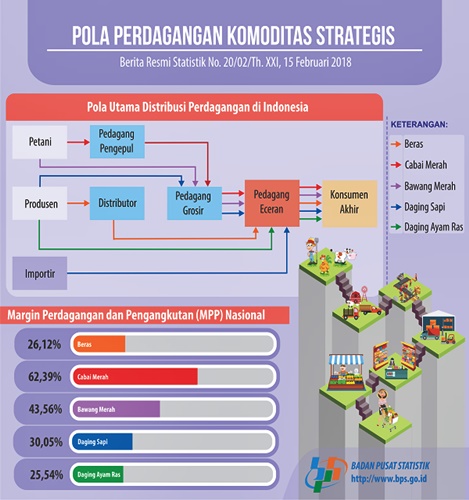 POLA PERDAGANGAN KOMODITAS STRATEGIS
Berita Resmi Statistik No. 20/02/Th. XXI, 15 Februari 2018
Pola Utama Distribusi Perdagangan di Indonesia
Petani
Pedagang
Pengepul
Produsen
Distributor
Pedagang
Grosir
Pedagang
Eceran
Konsumen
Akhir
Importir
KETERANGAN:
Beras
Cabai Merah
Bawang Merah
Daging Sapi
Daging Ayam Ras
Margin Perdagangan dan Pengangkutan (MPP) Nasional
26,12% Beras
62,39% Cabai Merah
43,56% Bawang Merah
30,05% Daging Sapi
25,54% Daging Ayam Ras
BADAN PUSAT STATISTIK
http://www.bps.go.id